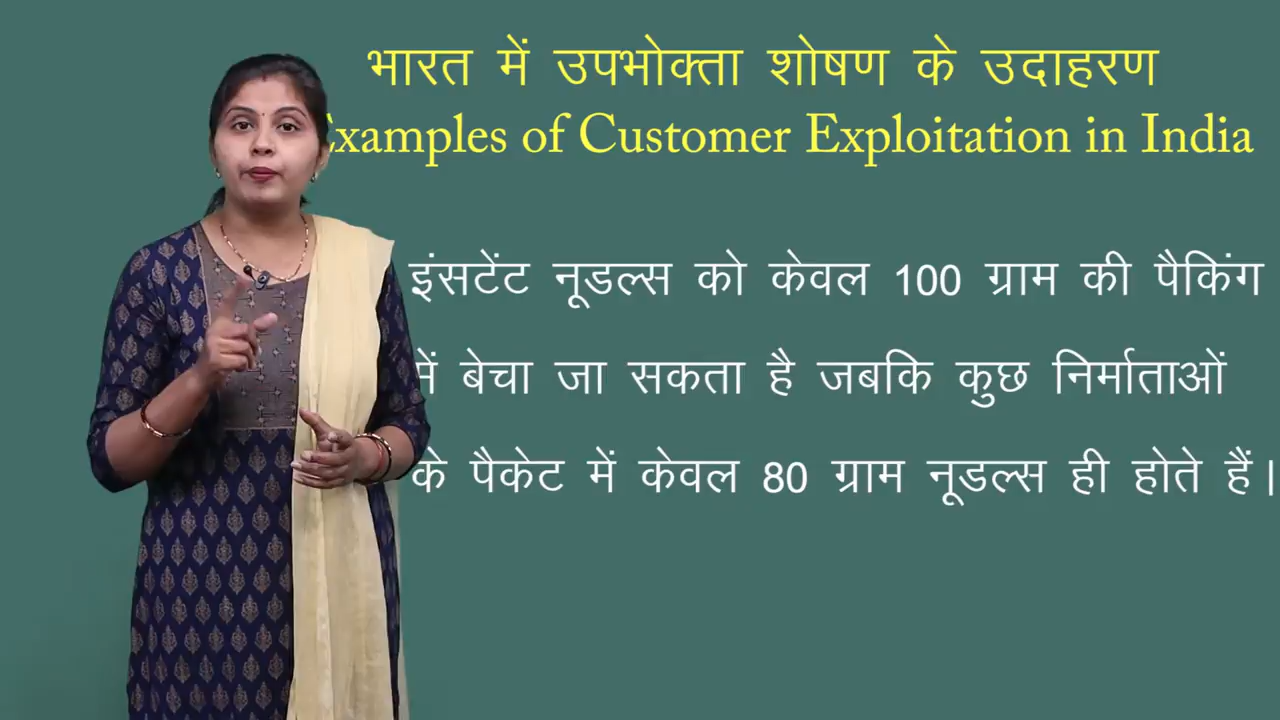 भारत में उपभोक्ता शोषण के उदाहरण
Examples of Customer Exploitation in India
इंसटेंट नूडल्स को केवल 100 ग्राम की पैकिंग
में बेचा जा सकता है जबकि कुछ निर्माताओं
के पैकेट में केवल 80 ग्राम नूडल्स ही होते हैं।